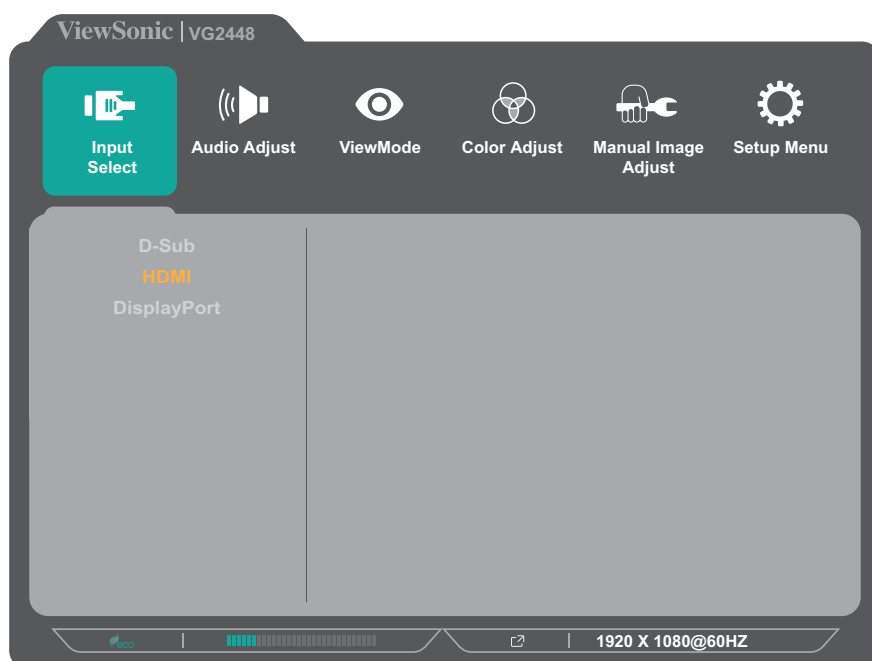 ViewSonic | VG2448
Input Select
Audio Adjust
ViewMode
Color Adjust
Manual Image Adjust
Setup Menu
D-Sub
HDMI
DisplayPort
eco
1920 X 1080@60HZ